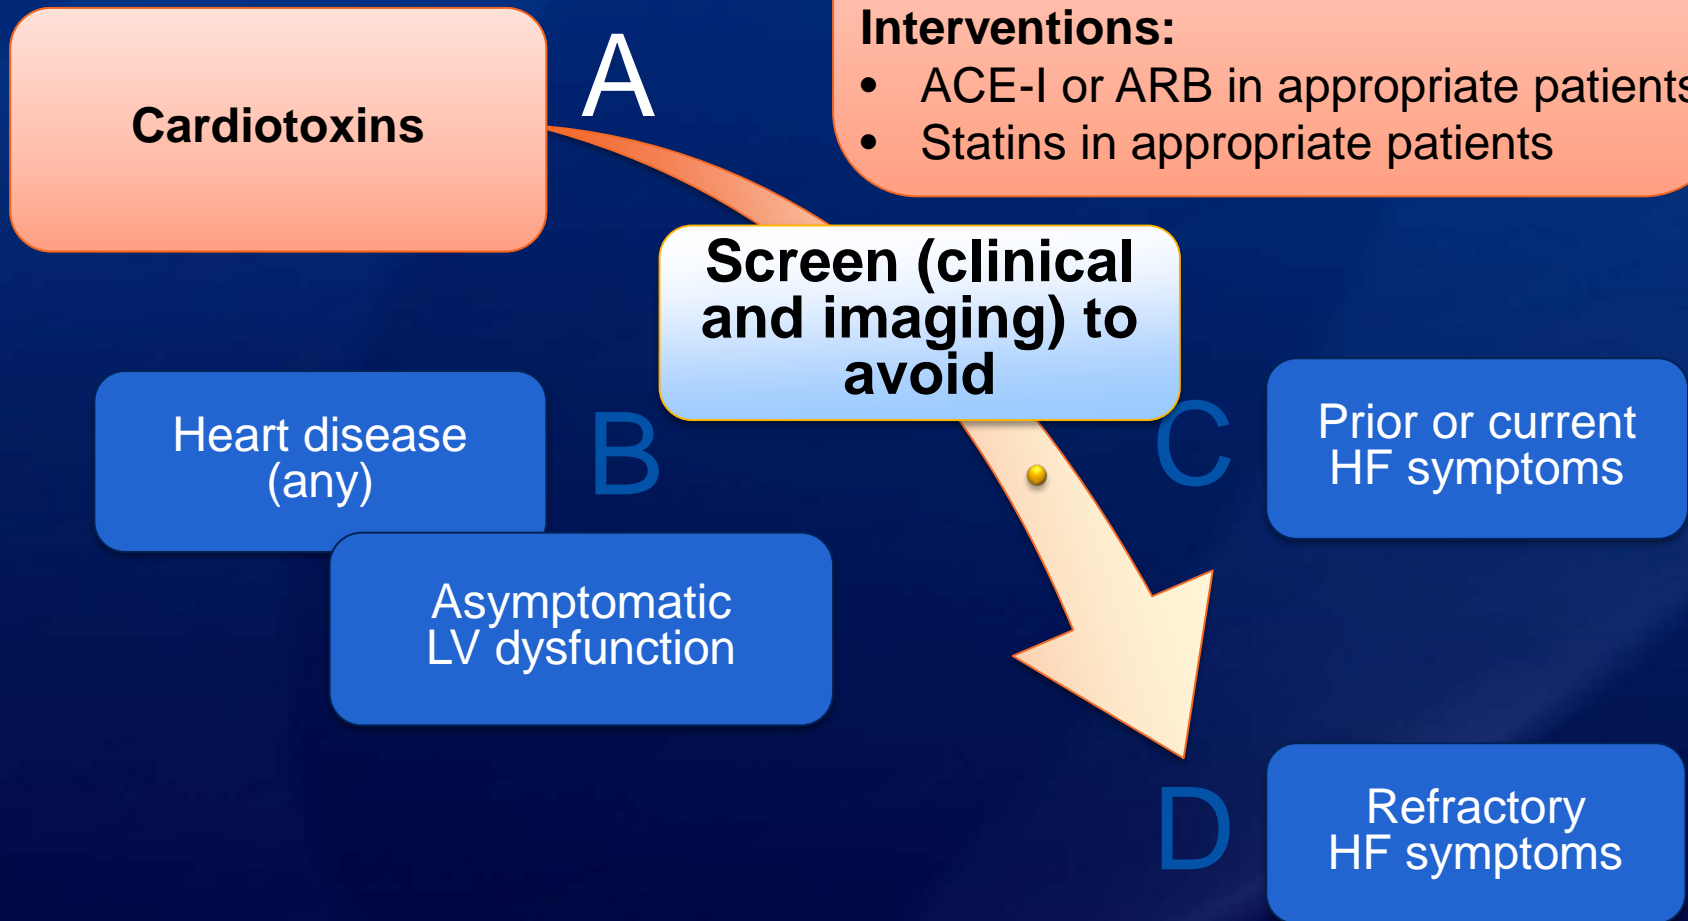 Cardiotoxins
A
Interventions:
• ACE-I or ARB in appropriate patients
• Statins in appropriate patients
Screen (clinical
and imaging) to
avoid
Heart disease
(any)
B
Asymptomatic
LV dysfunction
C
Prior or current
HF symptoms
D
Refractory
HF symptoms